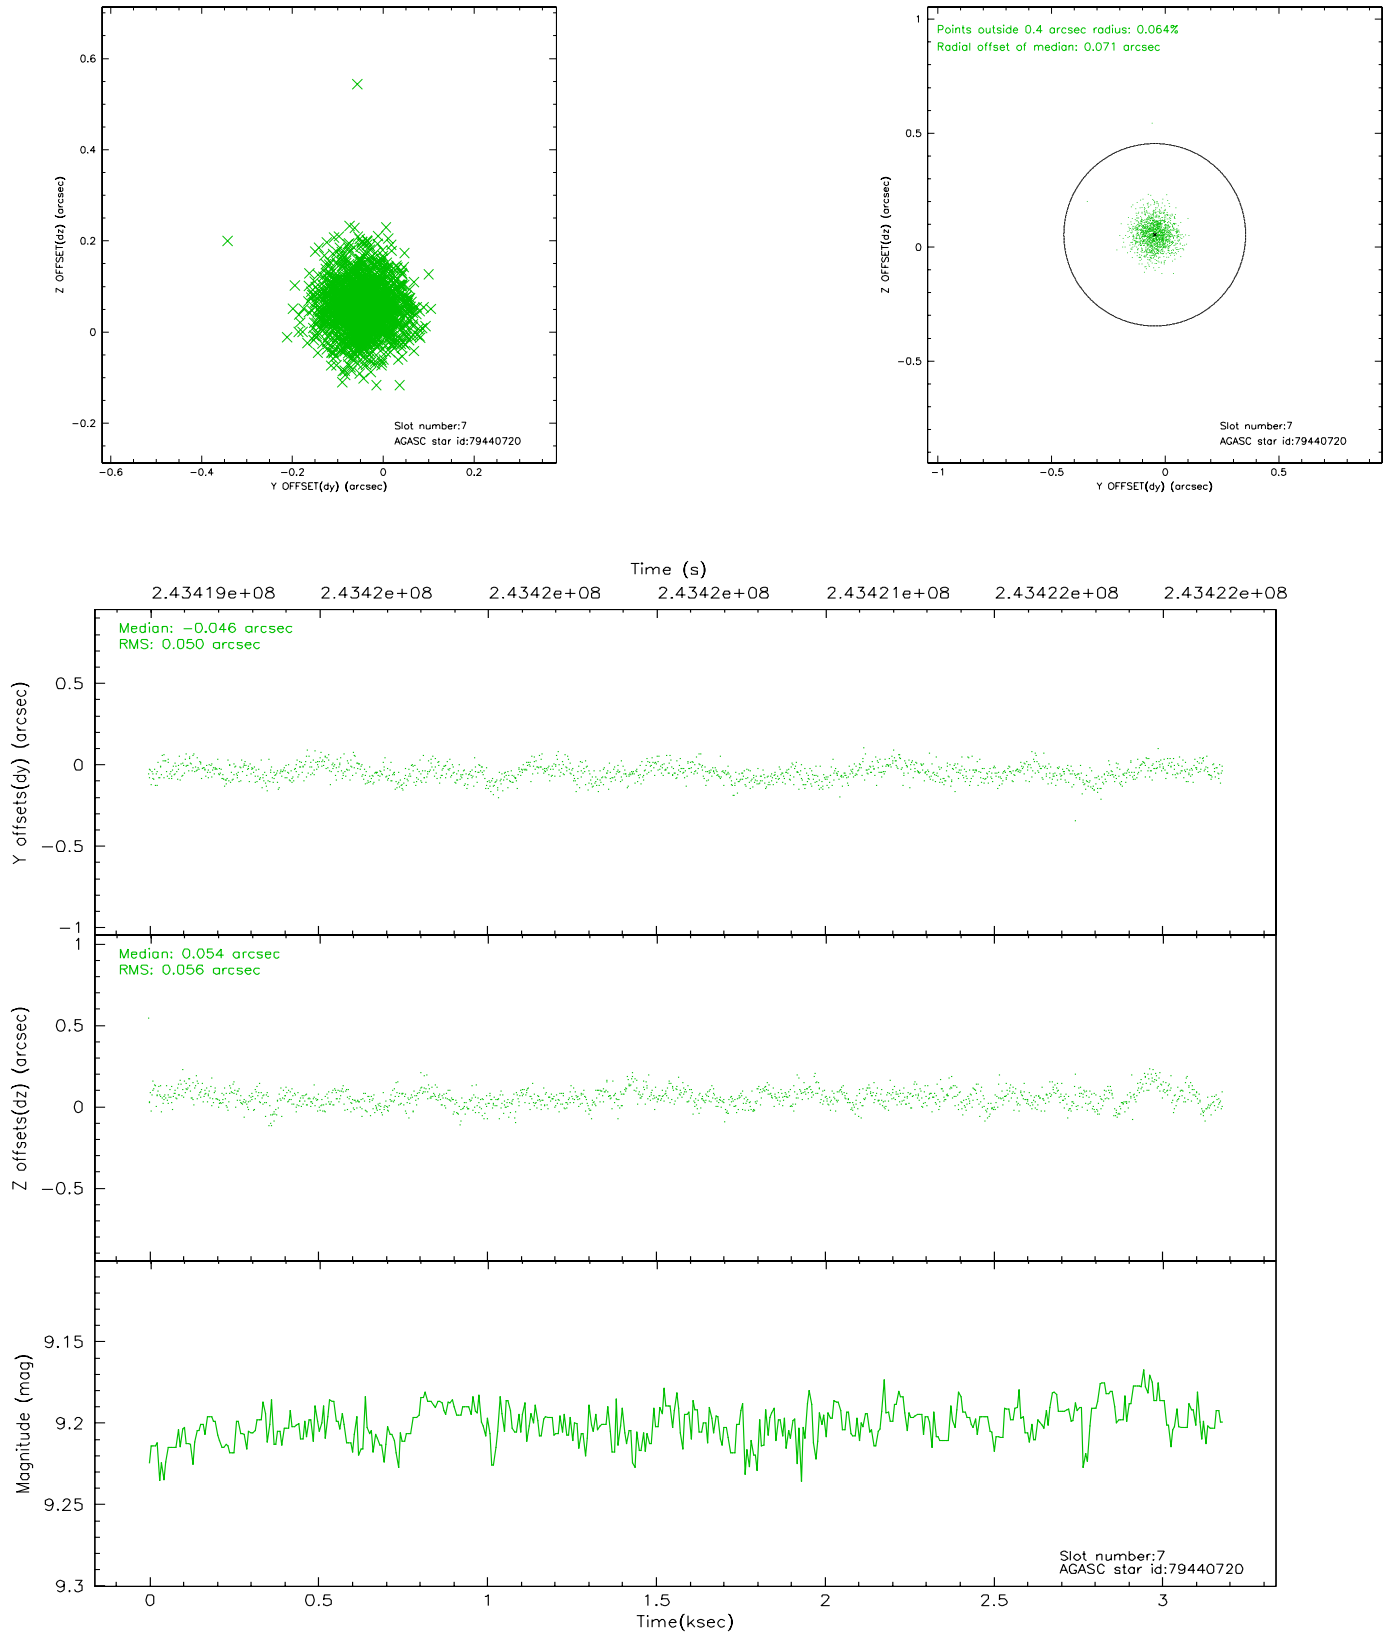 0.6
0.4
0.2
0
−0.2
Z OFFSET(dz) (arcsec)
Slot number:7
AGASC star id:79440720
−0.6 −0.4 −0.2 0 0.2
Y OFFSET(dy) (arcsec)
Points outside 0.4 arcsec radius: 0.064%
Radial offset of median: 0.071 arcsec
1
0.5
0
−0.5
Z OFFSET(dz) (arcsec)
Slot number:7
AGASC star id:79440720
−1 −0.5 0 0.5
Y OFFSET(dy) (arcsec)
Time (s)
2.43419e+08 2.4342e+08 2.4342e+08 2.4342e+08 2.43421e+08 2.43422e+08 2.43422e+08
Median: −0.046 arcsec
RMS: 0.050 arcsec
0.5
0
−0.5
−1
Y offsets(dy) (arcsec)
Median: 0.054 arcsec
RMS: 0.056 arcsec
1
0.5
0
−0.5
Z offsets(dz) (arcsec)
9.15
9.2
9.25
9.3
Magnitude (mag)
Slot number:7
AGASC star id:79440720
0 0.5 1 1.5 2 2.5 3
Time(ksec)